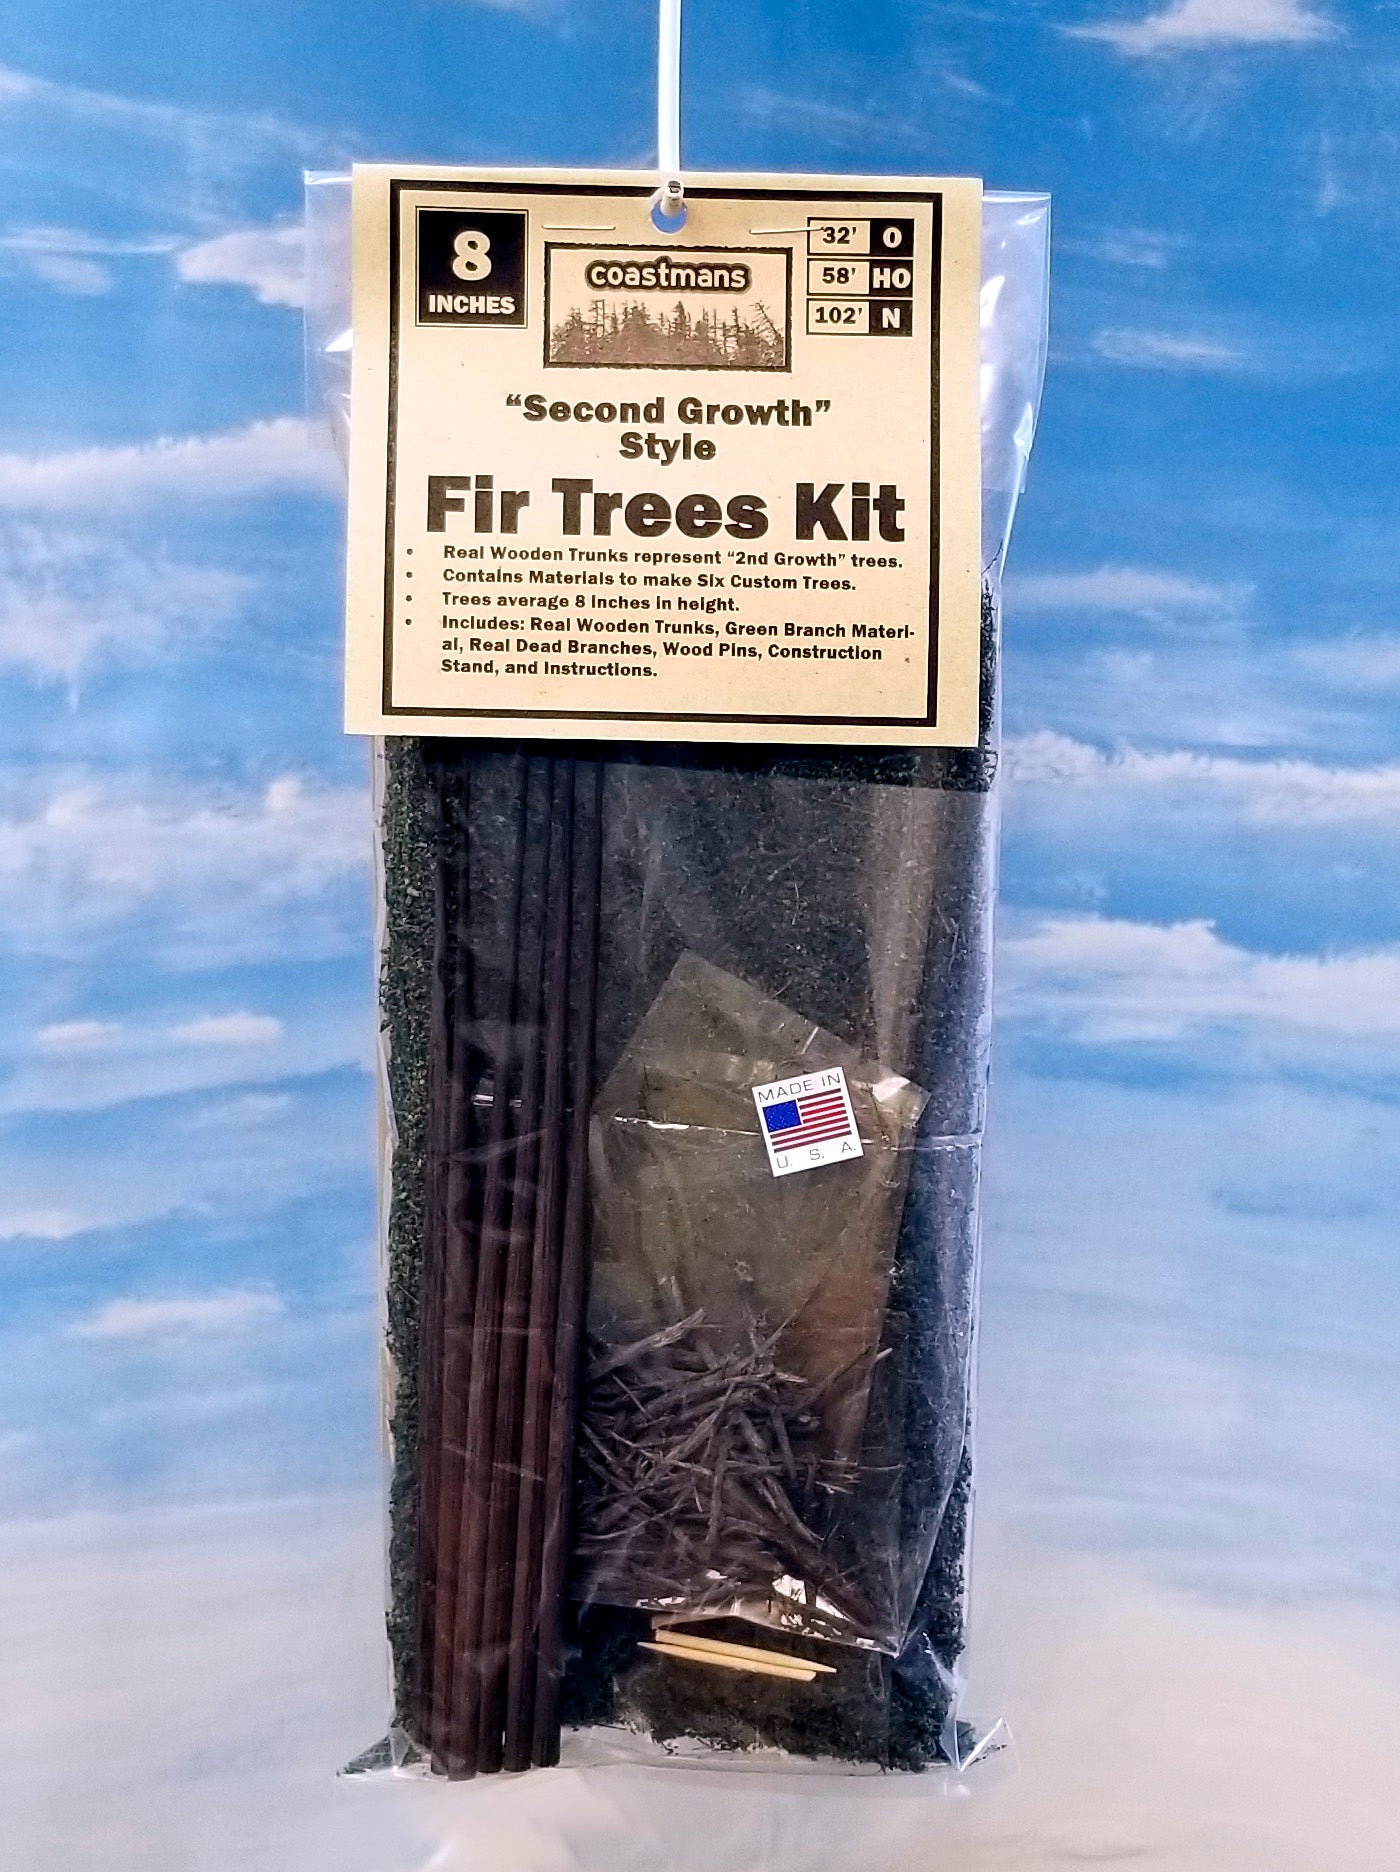 8
INCHES
coastmans
32' O
58' HO
102' N
“Second Growth”
Style
Fir Trees Kit
• Real Wooden Trunks represent “2nd Growth” trees.
• Contains Materials to make Six Custom Trees.
• Trees average 8 inches in height.
• Includes: Real Wooden Trunks, Green Branch Materi-
al, Real Dead Branches, Wood Pins, Construction
Stand, and Instructions.
MADE IN
U. S. A.